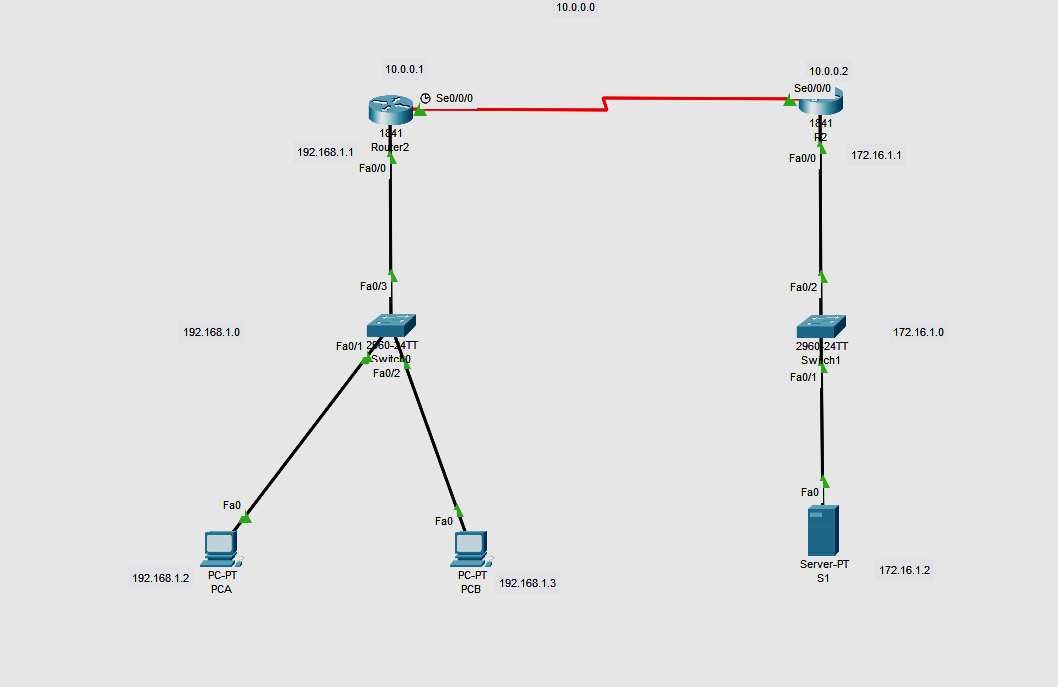 10.0.0.0
10.0.0.1
10.0.0.2
Se0/0/0
Se0/0/0
1841
Router2
1841
R2
192.168.1.1
172.16.1.1
Fa0/0
Fa0/0
Fa0/3
Fa0/2
192.168.1.0
172.16.1.0
Fa0/1
2960-24TT
Switch0
Fa0/2
2960-24TT
Switch1
Fa0/1
Fa0
Fa0
Fa0
192.168.1.2
PC-PT
PCA
PC-PT
PCB
192.168.1.3
Server-PT
S1
172.16.1.2